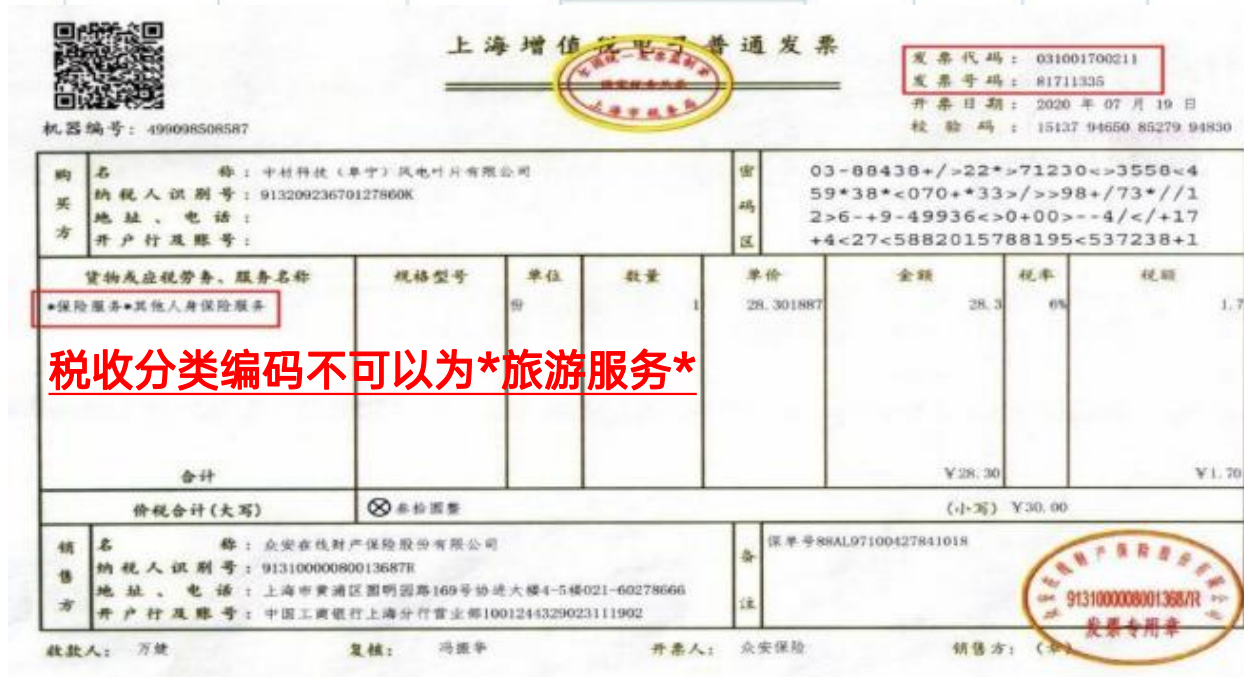 上海增值税电子普通发票
发票代码：031001700211
发票号码：81711335
开票日期：2020 年 07 月 19 日
校验码：15137 94650 85279 94830
机器编号：499098508587
购买方
名称：中材科技（阜宁）风电叶片有限公司
纳税人识别号：91320923670127860K
地址、电话：
开户行及账号：
密码区
03-88438+/>22*>71230<>3558<4
59*38*<070+*33>/>>98+/73*//1
2>6-+9-49936<>0+00>--4/</+17
+4<27<5882015788195<537238+1
货物或应税劳务、服务名称 规格型号 单位 数量 单价 金额 税率 税额
*保险服务*其他人身保险服务 份 1 28.301887 28.3 6% 1.7
税收分类编码不可以为*旅游服务*
合计 ￥28.30 ￥1.70
价税合计(大写) ⊗叁拾圆整 (小写) ￥30.00
销售方
名称：众安在线财产保险股份有限公司
纳税人识别号：91310000080013687R
地址、电话：上海市黄浦区圆明园路169号协进大楼4-5楼021-60278666
开户行及账号：中国工商银行上海分行营业部1001244329023111902
备注
保单号88AL97100427841018
91310000080013687R
发票专用章
收款人：万婕 复核：冯振华 开票人：众安保险 销售方：(章)